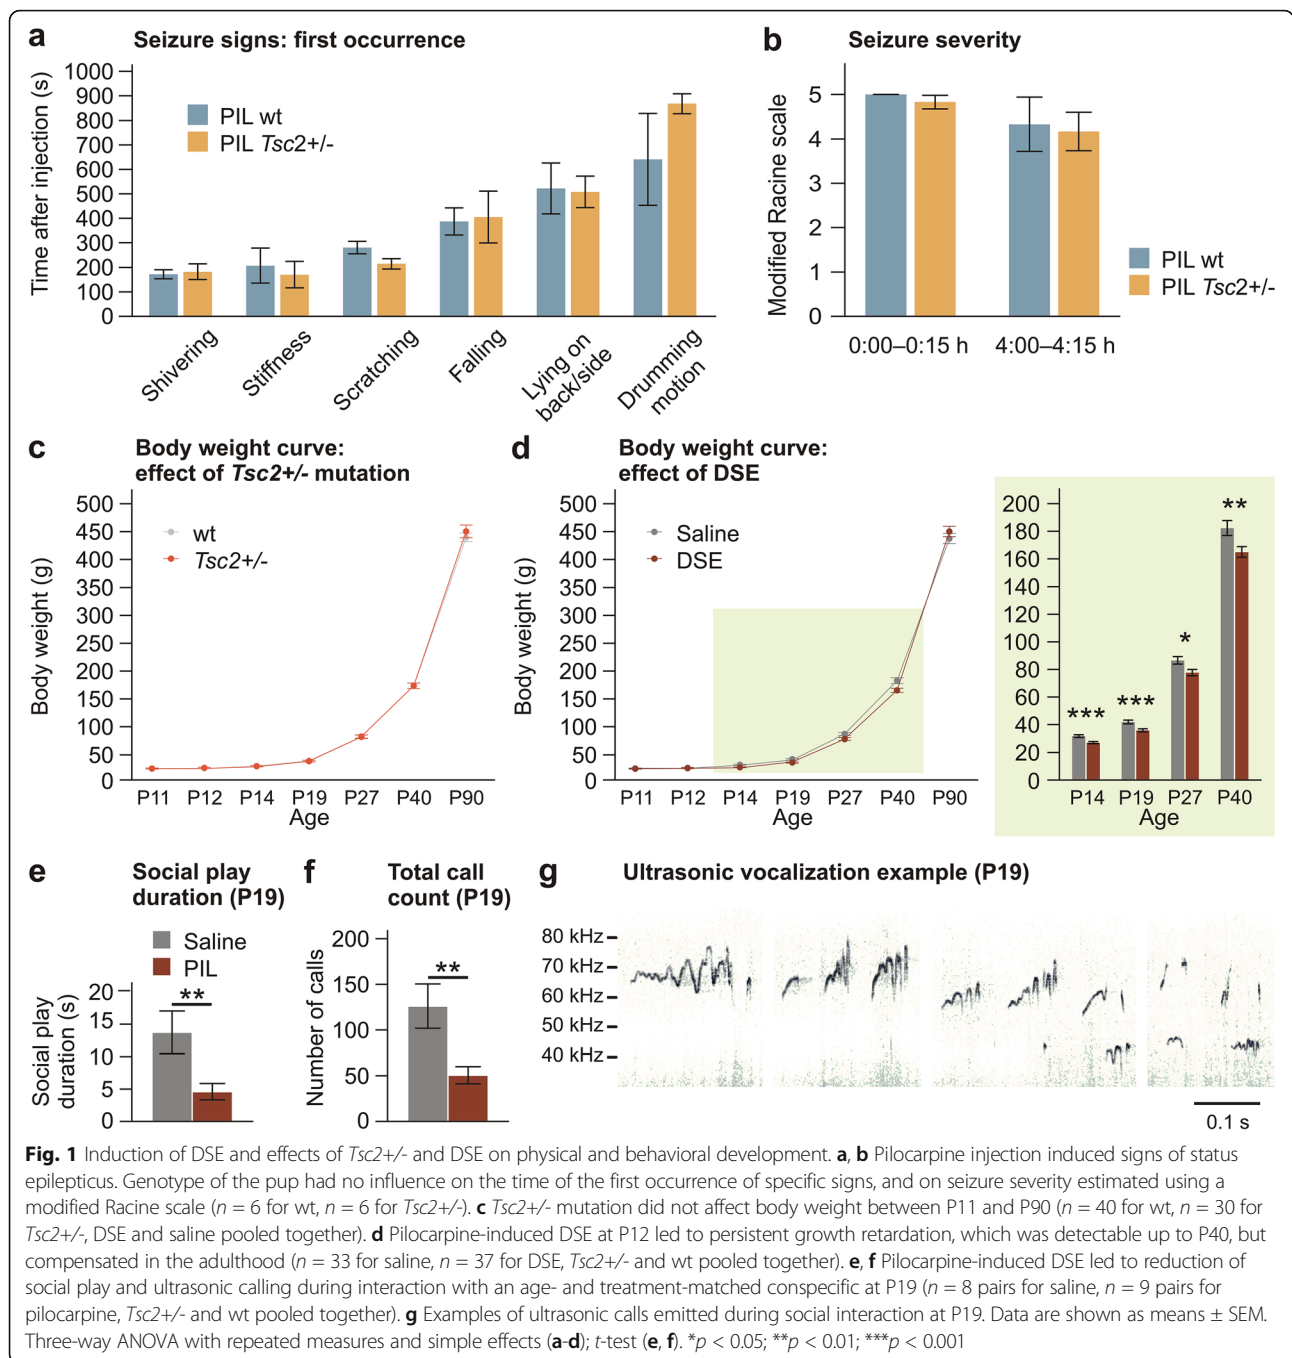 a Seizure signs: first occurrence
Time after injection (s)
1000
900
800
700
600
500
400
300
200
100
0
PIL wt
PIL Tsc2+/-
Shivering
Stiffness
Scratching
Falling
Lying on
back/side
Drumming
motion
b Seizure severity
Modified Racine scale
5
4
3
2
1
0
PIL wt
PIL Tsc2+/-
0:00–0:15 h 4:00–4:15 h
c Body weight curve:
effect of Tsc2+/- mutation
Body weight (g)
500
450
400
350
300
250
200
150
100
50
0
wt
Tsc2+/-
P11 P12 P14 P19 P27 P40 P90
Age
d Body weight curve:
effect of DSE
Body weight (g)
500
450
400
350
300
250
200
150
100
50
0
Saline
DSE
P11 P12 P14 P19 P27 P40 P90
Age
200
180
160
140
120
100
80
60
40
20
0
*** *** * **
P14 P19 P27 P40
Age
e Social play
duration (P19)
Saline
PIL
Social play
duration (s)
20
15
10
5
0
**
f Total call
count (P19)
Number of calls
200
150
100
50
0
**
g Ultrasonic vocalization example (P19)
80 kHz
70 kHz
60 kHz
50 kHz
40 kHz
0.1 s
Fig. 1 Induction of DSE and effects of Tsc2+/- and DSE on physical and behavioral development. a, b Pilocarpine injection induced signs of status
epilepticus. Genotype of the pup had no influence on the time of the first occurrence of specific signs, and on seizure severity estimated using a
modified Racine scale (n = 6 for wt, n = 6 for Tsc2+/-). c Tsc2+/- mutation did not affect body weight between P11 and P90 (n = 40 for wt, n = 30 for
Tsc2+/-, DSE and saline pooled together). d Pilocarpine-induced DSE at P12 led to persistent growth retardation, which was detectable up to P40, but
compensated in the adulthood (n = 33 for saline, n = 37 for DSE, Tsc2+/- and wt pooled together). e, f Pilocarpine-induced DSE led to reduction of
social play and ultrasonic calling during interaction with an age- and treatment-matched conspecific at P19 (n = 8 pairs for saline, n = 9 pairs for
pilocarpine, Tsc2+/- and wt pooled together). g Examples of ultrasonic calls emitted during social interaction at P19. Data are shown as means ± SEM.
Three-way ANOVA with repeated measures and simple effects (a-d); t-test (e, f). *p < 0.05; **p < 0.01; ***p < 0.001